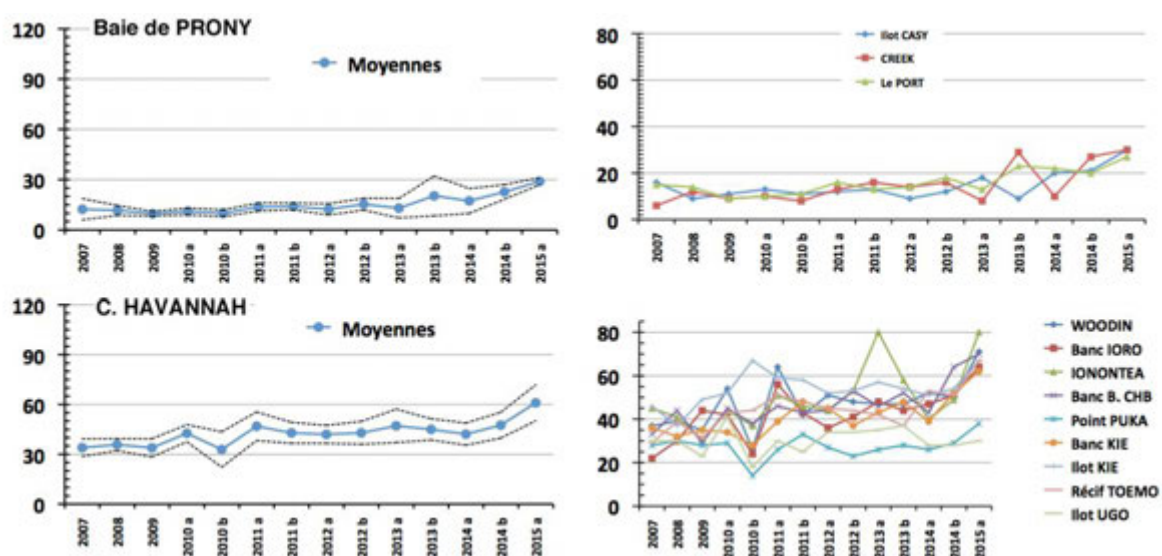 Baie de PRONY
120
90
60
30
0
Moyennes
2007
2008
2009
2010 a
2010 b
2011 a
2011 b
2012 a
2012 b
2013 a
2013 b
2014 a
2014 b
2015 a
80
60
40
20
0
Ilot CASY
CREEK
Le PORT
2007
2008
2009
2010 a
2010 b
2011 a
2011 b
2012 a
2012 b
2013 a
2013 b
2014 a
2014 b
2015 a
C. HAVANNAH
120
90
60
30
0
Moyennes
2007
2008
2009
2010 a
2010 b
2011 a
2011 b
2012 a
2012 b
2013 a
2013 b
2014 a
2014 b
2015 a
80
60
40
20
0
2007
2008
2009
2010 a
2010 b
2011 a
2011 b
2012 a
2012 b
2013 a
2013 b
2014 a
2014 b
2015 a
WOODIN
Banc IORO
IONONTEA
Banc B. CHB
Point PUKA
Banc KIE
Ilot KIE
Récif TOEMO
Ilot UGO